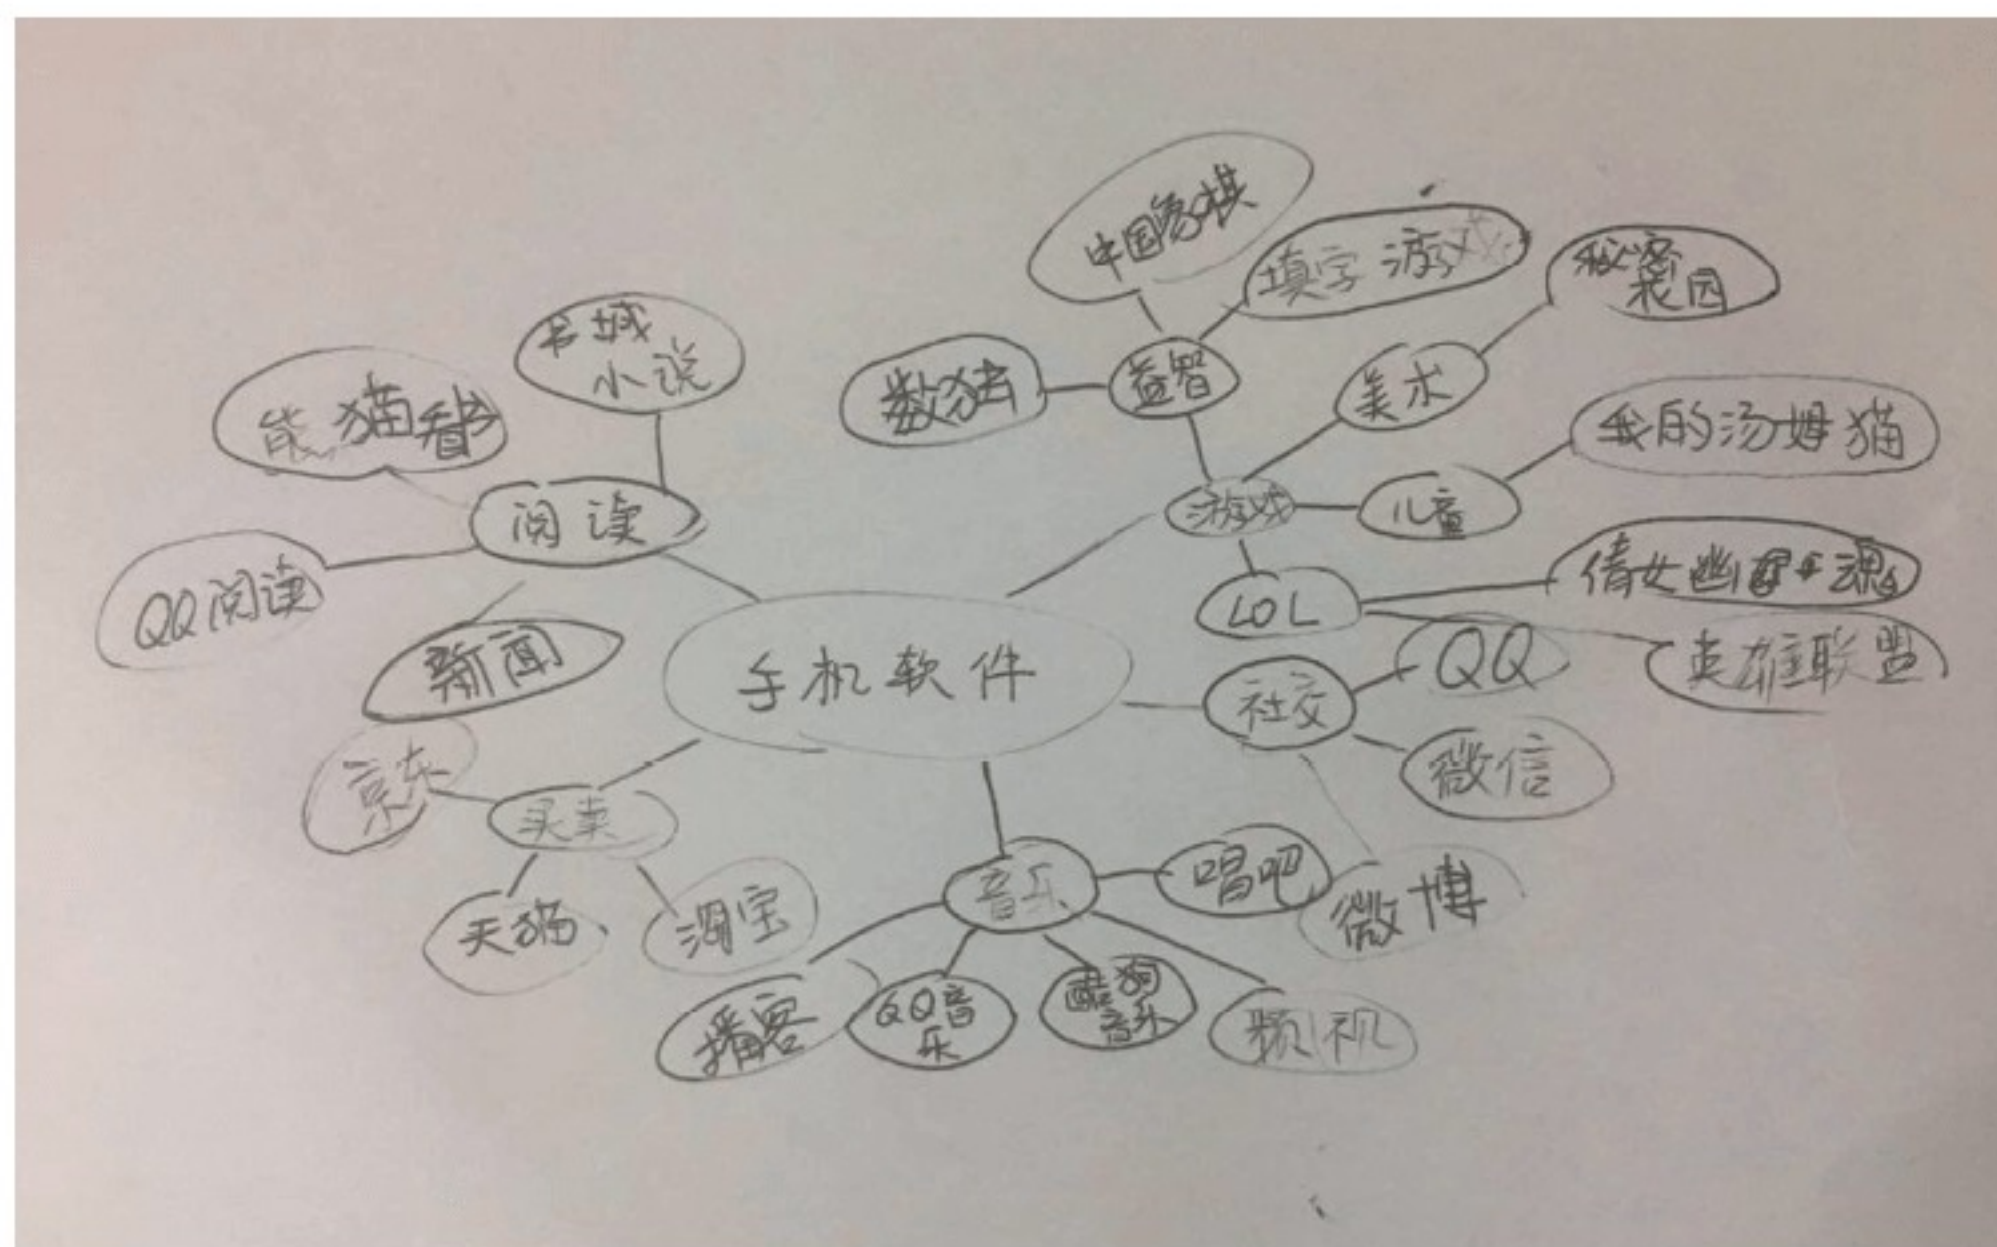 中国象棋
填字游戏
秘密
花园
书城
小说
熊猫看书
数独
益智
美术
我的汤姆猫
阅读
游戏
儿童
QQ阅读
LOL
倩女幽魂
新闻
手机软件
社交
QQ
英雄联盟
京东
买卖
微信
天猫
淘宝
音乐
唱吧
微博
播客
QQ音
乐
酷狗
音乐
频视